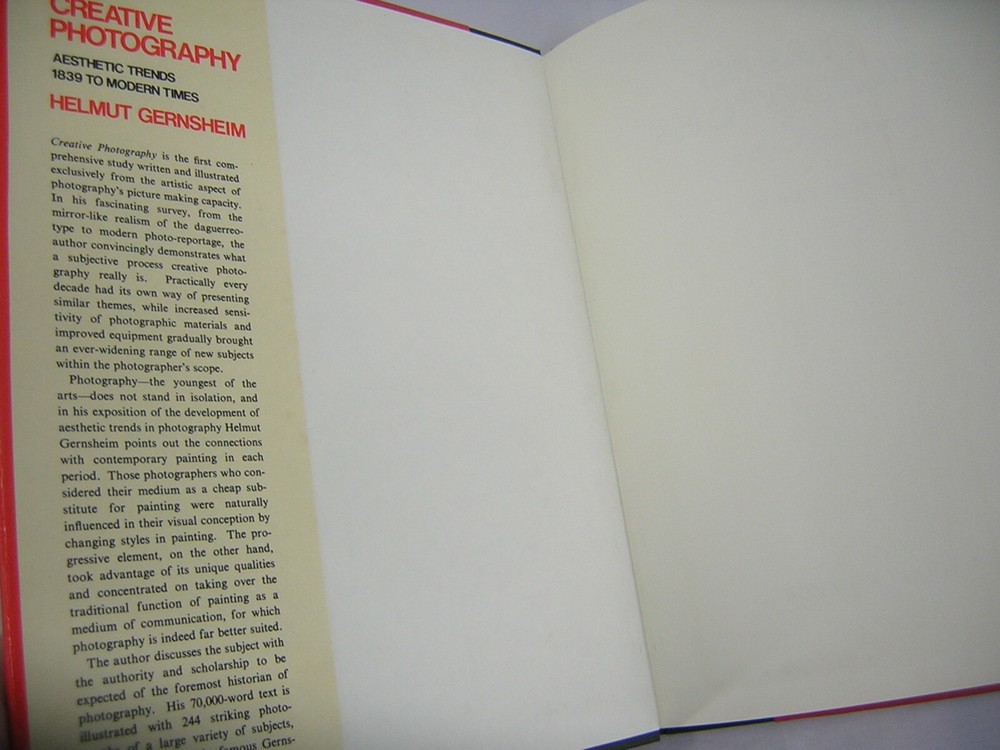 CREATIVE
PHOTOGRAPHY
AESTHETIC TRENDS
1839 TO MODERN TIMES
HELMUT GERNSHEIM
Creative Photography is the first com-
prehensive study written and illustrated
exclusively from the artistic aspect of
photography's picture making capacity.
In his fascinating survey, from the
mirror-like realism of the daguerreo-
type to modern photo-reportage, the
author convincingly demonstrates what
a subjective process creative photo-
graphy really is. Practically every
decade had its own way of presenting
similar themes, while increased sensi-
tivity of photographic materials and
improved equipment gradually brought
an ever-widening range of new subjects
within the photographer's scope.
Photography—the youngest of the
arts—does not stand in isolation, and
in his exposition of the development of
aesthetic trends in photography Helmut
Gernsheim points out the connections
with contemporary painting in each
period. Those photographers who con-
sidered their medium as a cheap sub-
stitute for painting were naturally
influenced in their visual conception by
changing styles in painting. The pro-
gressive element, on the other hand,
took advantage of its unique qualities
and concentrated on taking over the
traditional function of painting as a
medium of communication, for which
photography is indeed far better suited.
The author discusses the subject with
the authority and scholarship to be
expected of the foremost historian of
photography. His 70,000-word text is
illustrated with 244 striking photo-
of a large variety of subjects,
famous Gerns-